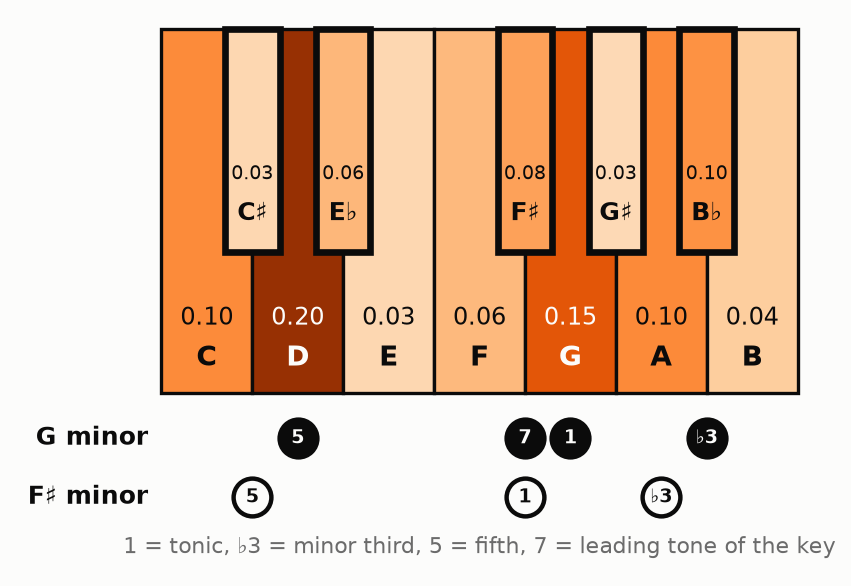 0.03 0.06 0.08 0.03 0.10
C♯ E♭ F♯ G♯ B♭
0.10 0.20 0.03 0.06 0.15 0.10 0.04
C D E F G A B
G minor 5 7 1 ♭3
F♯ minor 5 1 ♭3
1 = tonic, ♭3 = minor third, 5 = fifth, 7 = leading tone of the key